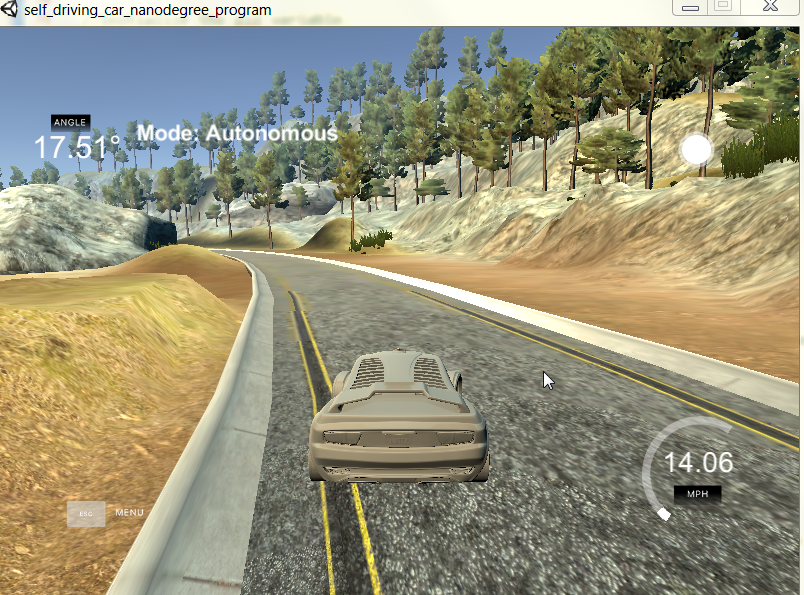 self_driving_car_nanodegree_program
ANGLE
17.51°
Mode: Autonomous
14.06
MPH
ESC
MENU